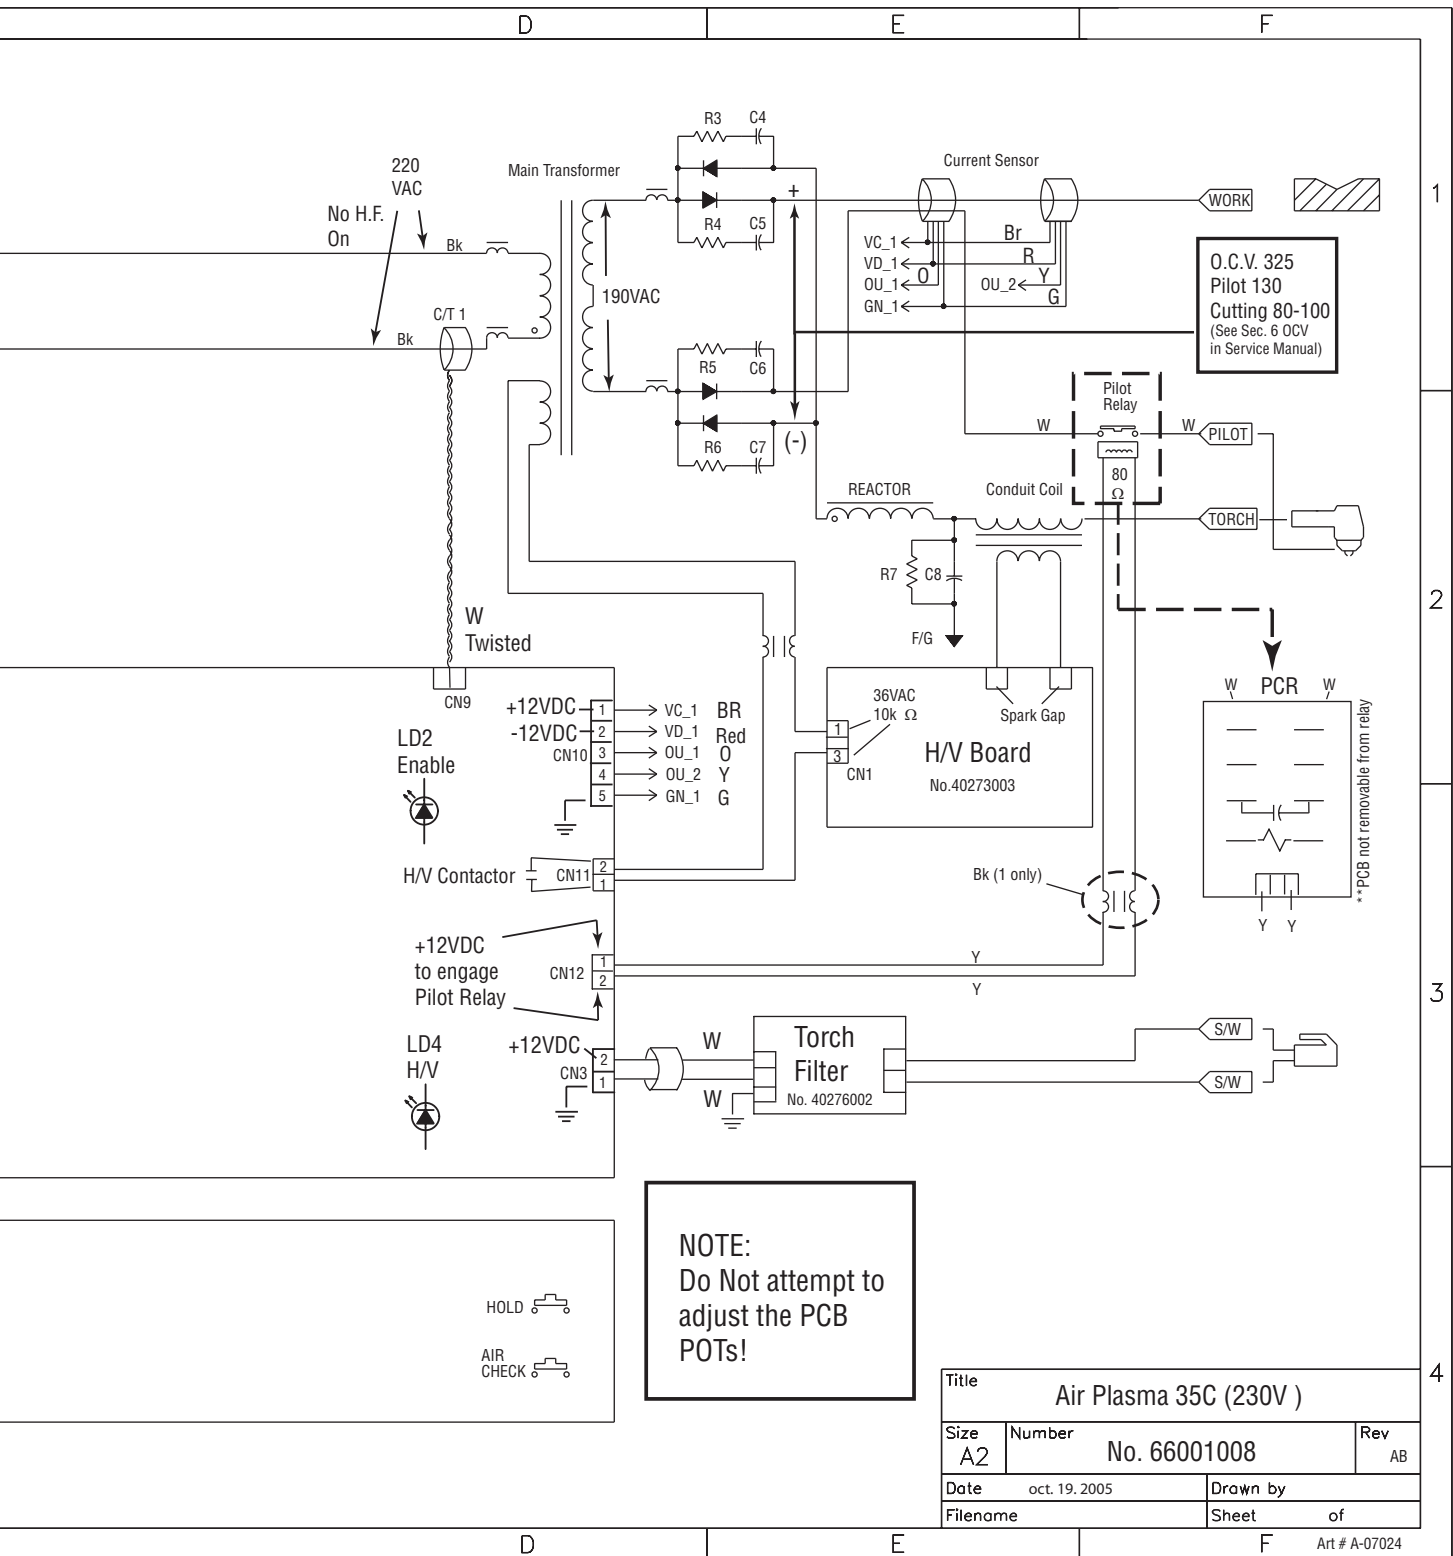 D
E
F
R3
C4
220
VAC
Main Transformer
Current Sensor
No H.F.
On
+
WORK
1
Bk
R4
C5
VC_1
Br
VD_1
R
OU_1
O
OU_2
Y
GN_1
G
190VAC
C/T 1
Bk
O.C.V. 325
Pilot 130
Cutting 80-100
(See Sec. 6 OCV
in Service Manual)
R5
C6
Pilot
Relay
W
W
PILOT
R6
C7
(-)
80
Ω
REACTOR
Conduit Coil
TORCH
R7
C8
2
F/G
W
Twisted
CN9
+12VDC
1
VC_1
BR
-12VDC
2
VD_1
Red
CN10
3
OU_1
O
4
OU_2
Y
5
GN_1
G
LD2
Enable
36VAC
10k Ω
Spark Gap
1
3
CN1
H/V Board
No.40273003
W
PCR
W
**PCB not removable from relay
Y
Y
H/V Contactor
CN11
2
1
Bk (1 only)
+12VDC
to engage
Pilot Relay
CN12
1
2
Y
Y
3
LD4
H/V
+12VDC
CN3
2
1
W
W
Torch
Filter
No. 40276002
S/W
S/W
NOTE:
Do Not attempt to
adjust the PCB
POTs!
HOLD
AIR
CHECK
4
Title
Air Plasma 35C (230V )
Size
A2
Number
No. 66001008
Rev
AB
Date
oct. 19. 2005
Drawn by
Filename
Sheet of
D
E
F
Art # A-07024